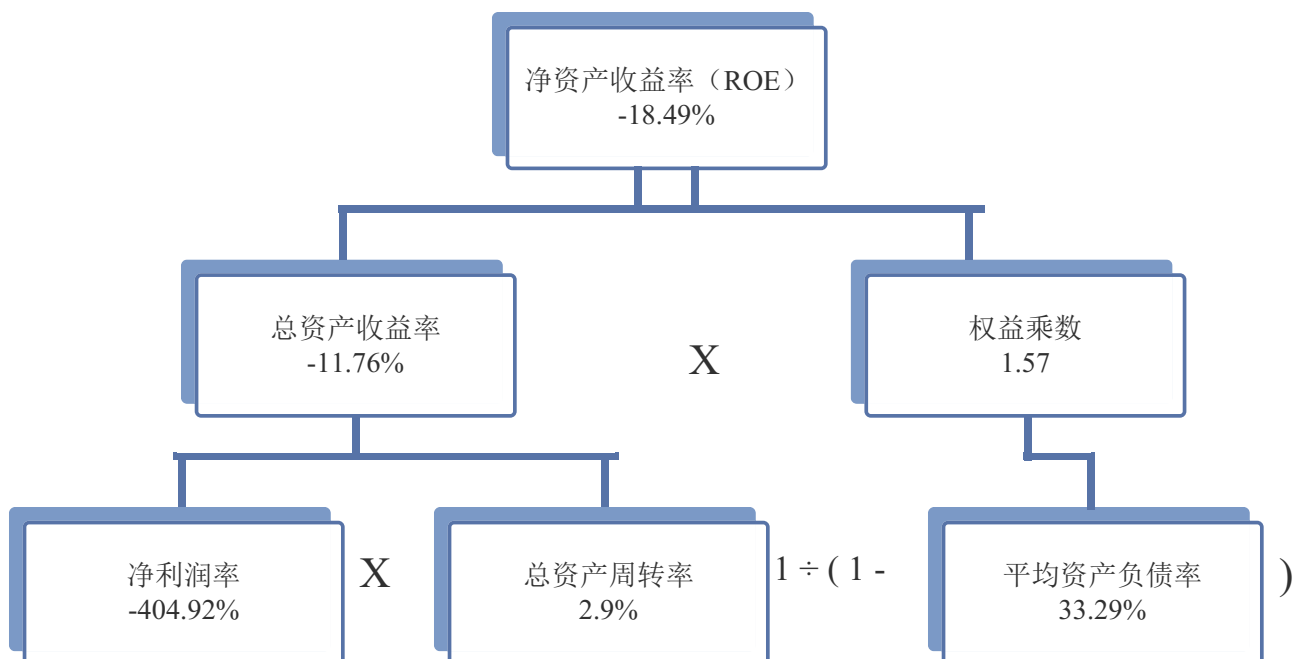 净资产收益率（ROE）
-18.49%
总资产收益率
-11.76%
X
权益乘数
1.57
净利润率
-404.92%
X
总资产周转率
2.9%
1 ÷ ( 1 -
平均资产负债率
33.29%
)